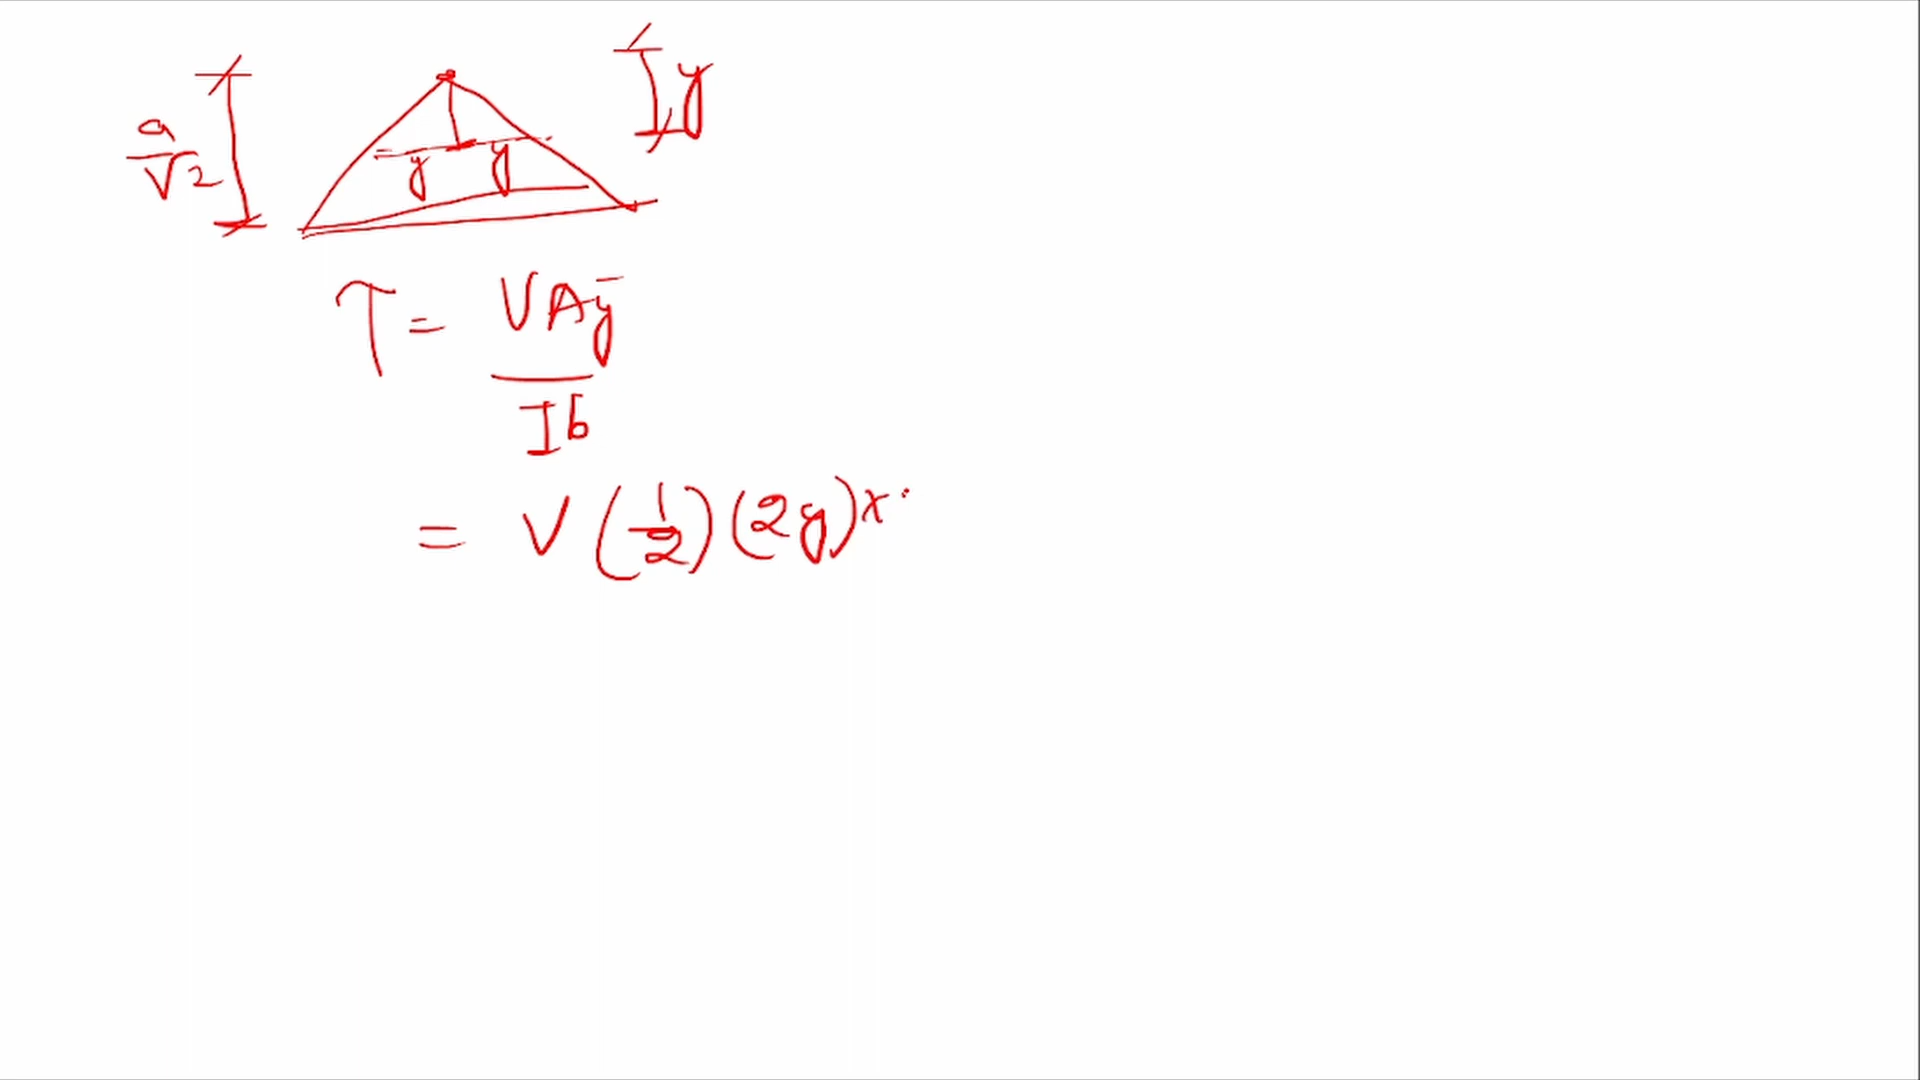 a/√2
y
y y
τ = VAȳ / Ib
= V (1/2) (2y) x